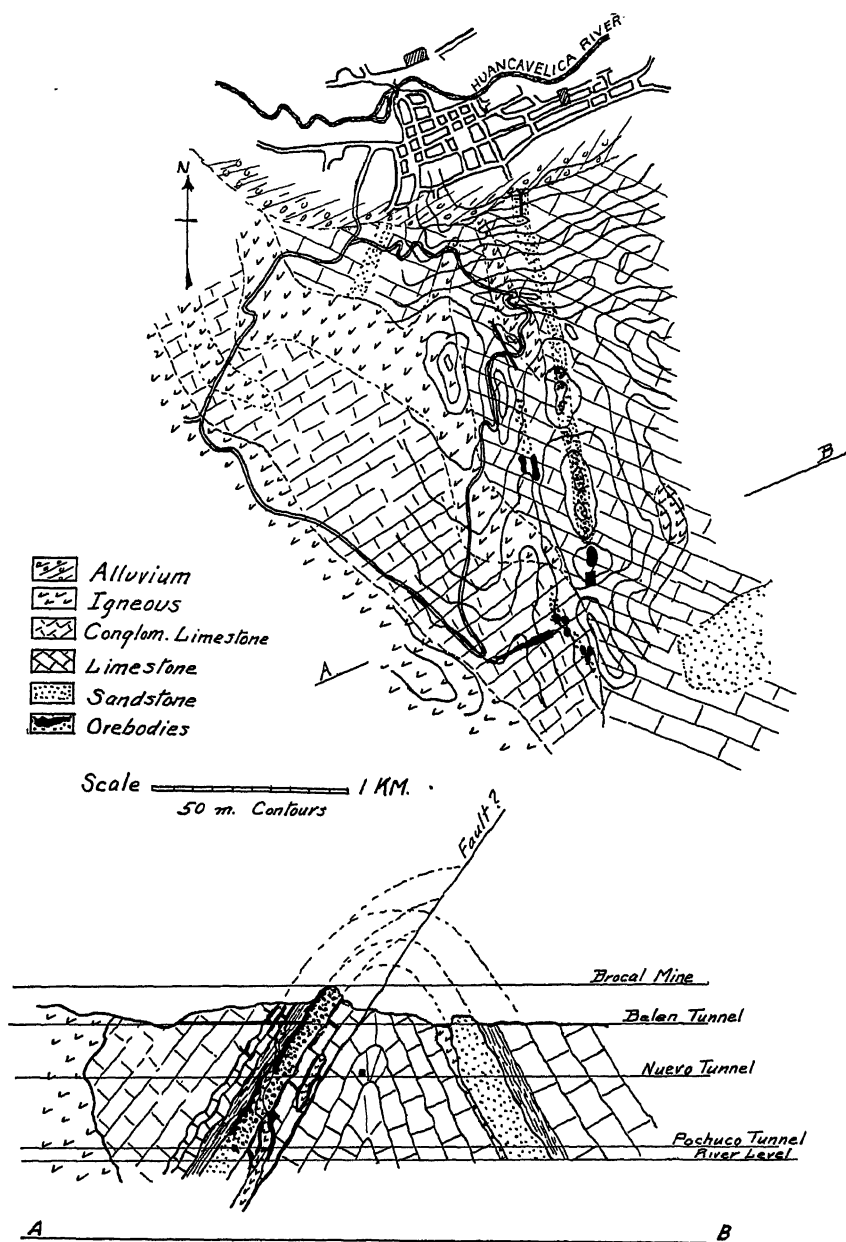 HUANCAVELICA RIVER
N
B
A
Alluvium
Igneous
Conglom. Limestone
Limestone
Sandstone
Orebodies
Scale 1 KM.
50 m. Contours
Fault?
Brocal Mine
Belen Tunnel
Nuevo Tunnel
Pochuco Tunnel
River Level
A B